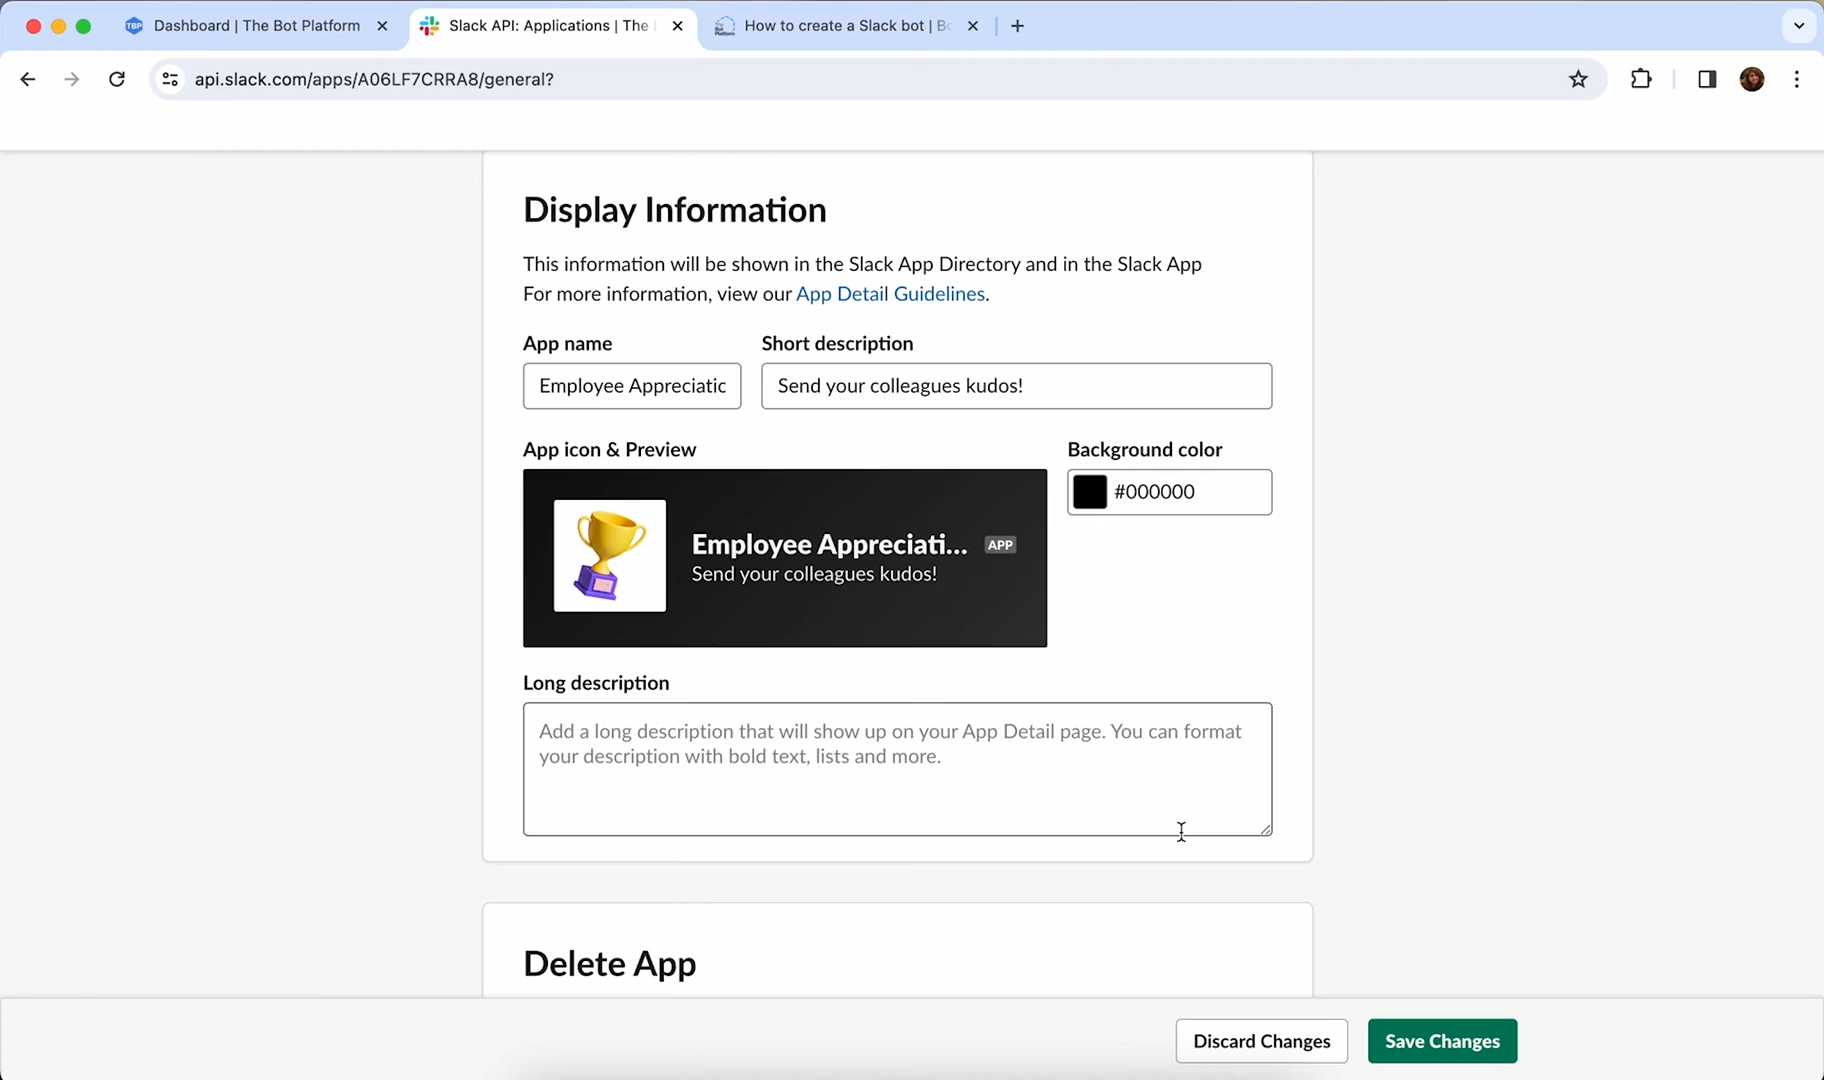 TBP Dashboard | The Bot Platform
Slack API: Applications | The
How to create a Slack bot | Bo
api.slack.com/apps/A06LF7CRRA8/general?
Display Information
This information will be shown in the Slack App Directory and in the Slack App
For more information, view our App Detail Guidelines.
App name
Short description
Employee Appreciatic
Send your colleagues kudos!
App icon & Preview
Background color
Employee Appreciati... APP
Send your colleagues kudos!
#000000
Long description
Add a long description that will show up on your App Detail page. You can format
your description with bold text, lists and more.
Delete App
Discard Changes
Save Changes